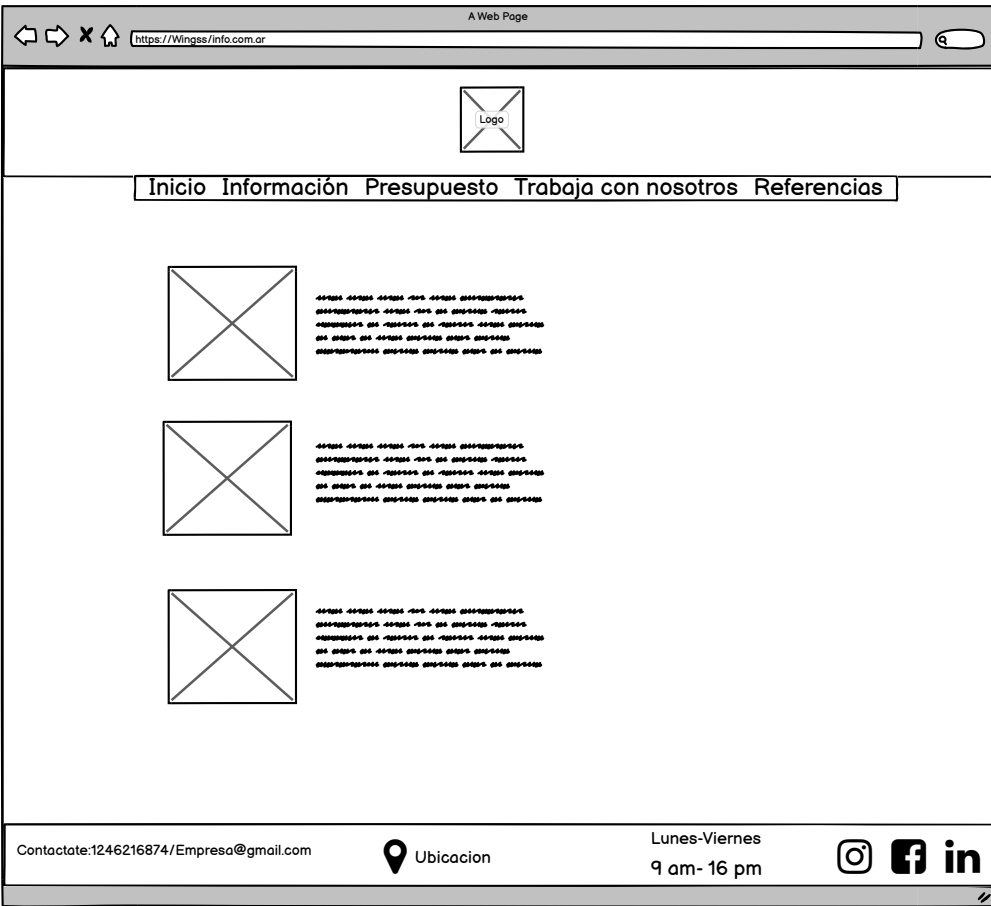 A Web Page
https://Wingss/info.com.ar
Logo
Inicio Información Presupuesto Trabaja con nosotros Referencias
Contactate:1246216874/Empresa@gmail.com
Ubicacion
Lunes-Viernes
9 am- 16 pm